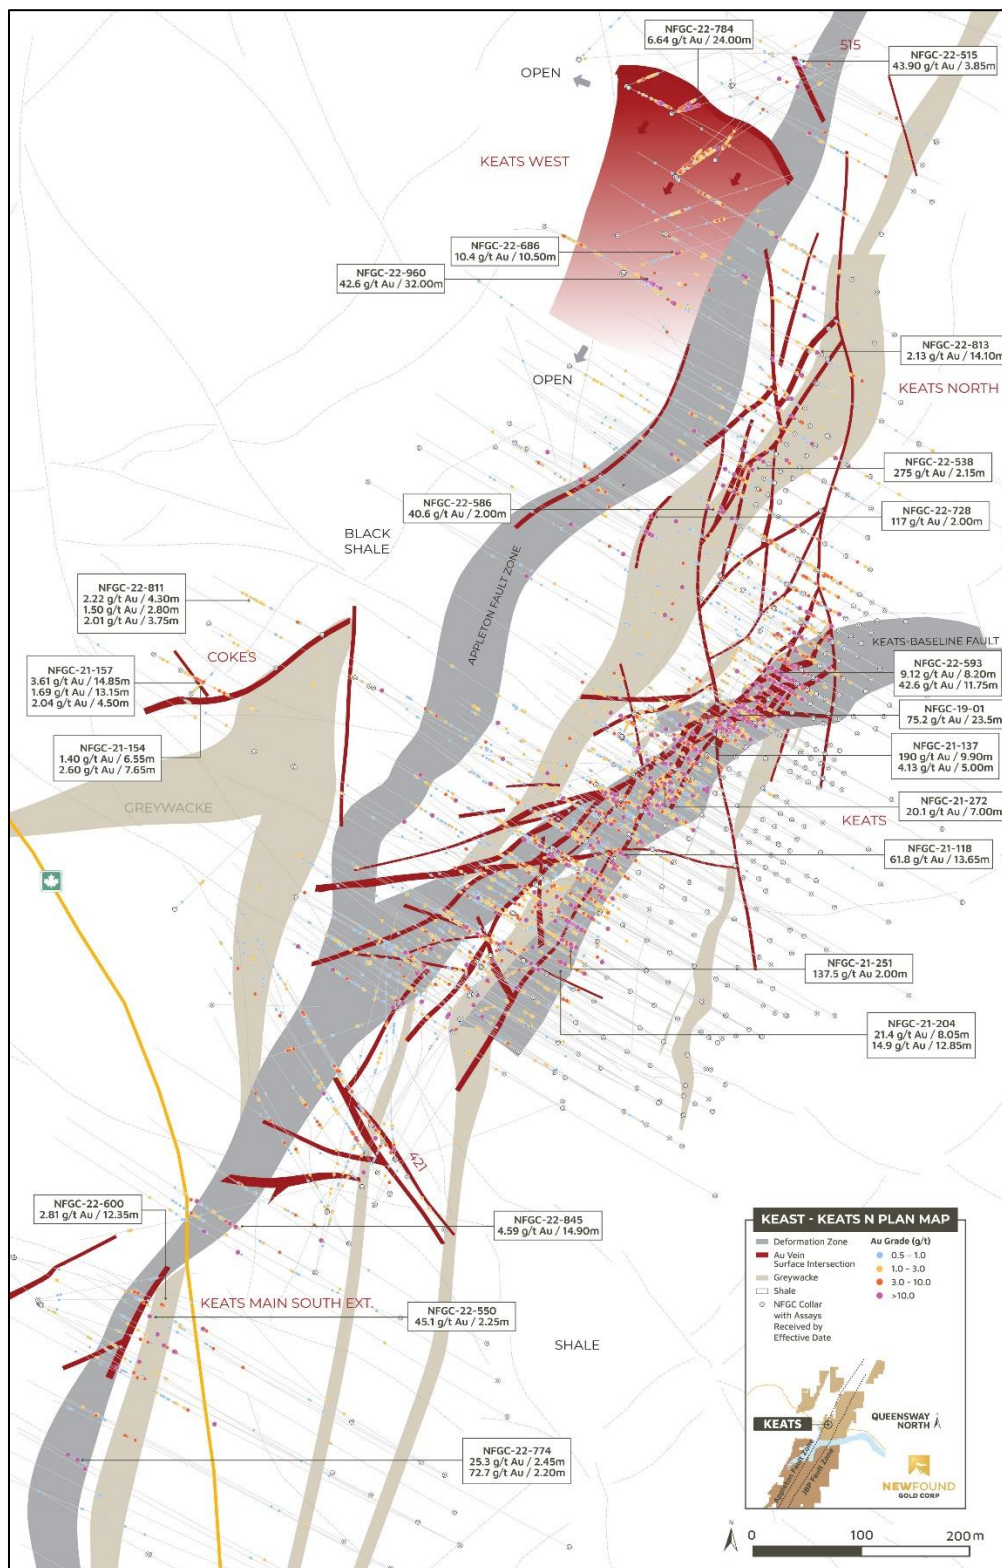 NFGC-22-784
6.64 g/t Au / 24.00m
515
NFGC-22-515
43.90 g/t Au / 3.85m
OPEN
KEATS WEST
NFGC-22-686
10.4 g/t Au / 10.50m
NFGC-22-960
42.6 g/t Au / 32.00m
NFGC-22-813
2.13 g/t Au / 14.10m
OPEN
KEATS NORTH
NFGC-22-538
275 g/t Au / 2.15m
NFGC-22-586
40.6 g/t Au / 2.00m
NFGC-22-728
117 g/t Au / 2.00m
BLACK
SHALE
APPLETON FAULT ZONE
NFGC-22-811
2.22 g/t Au / 4.30m
1.50 g/t Au / 2.80m
2.01 g/t Au / 3.75m
COKES
KEATS-BASELINE FAULT
NFGC-21-157
3.61 g/t Au / 14.85m
1.69 g/t Au / 13.15m
2.04 g/t Au / 4.50m
NFGC-22-593
9.12 g/t Au / 8.20m
42.6 g/t Au / 11.75m
NFGC-19-01
75.2 g/t Au / 23.5m
NFGC-21-154
1.40 g/t Au / 6.55m
2.60 g/t Au / 7.65m
NFGC-21-137
190 g/t Au / 9.90m
4.13 g/t Au / 5.00m
GREYWACKE
NFGC-21-272
20.1 g/t Au / 7.00m
KEATS
NFGC-21-118
61.8 g/t Au / 13.65m
NFGC-21-251
137.5 g/t Au 2.00m
NFGC-21-204
21.4 g/t Au / 8.05m
14.9 g/t Au / 12.85m
421
NFGC-22-600
2.81 g/t Au / 12.35m
NFGC-22-845
4.59 g/t Au / 14.90m
KEATS MAIN SOUTH EXT.
NFGC-22-550
45.1 g/t Au / 2.25m
SHALE
NFGC-22-774
25.3 g/t Au / 2.45m
72.7 g/t Au / 2.20m
KEAST - KEATS N PLAN MAP
Deformation Zone
Au Vein
Surface Intersection
Greywacke
Shale
NFGC Collar
with Assays
Received by
Effective Date
Au Grade (g/t)
0.5 - 1.0
1.0 - 3.0
3.0 - 10.0
>10.0
KEATS
QUEENSWAY
NORTH
Appleton Fault Zone
JBP Fault Zone
NEWFOUND
GOLD CORP
N
0 100 200 m